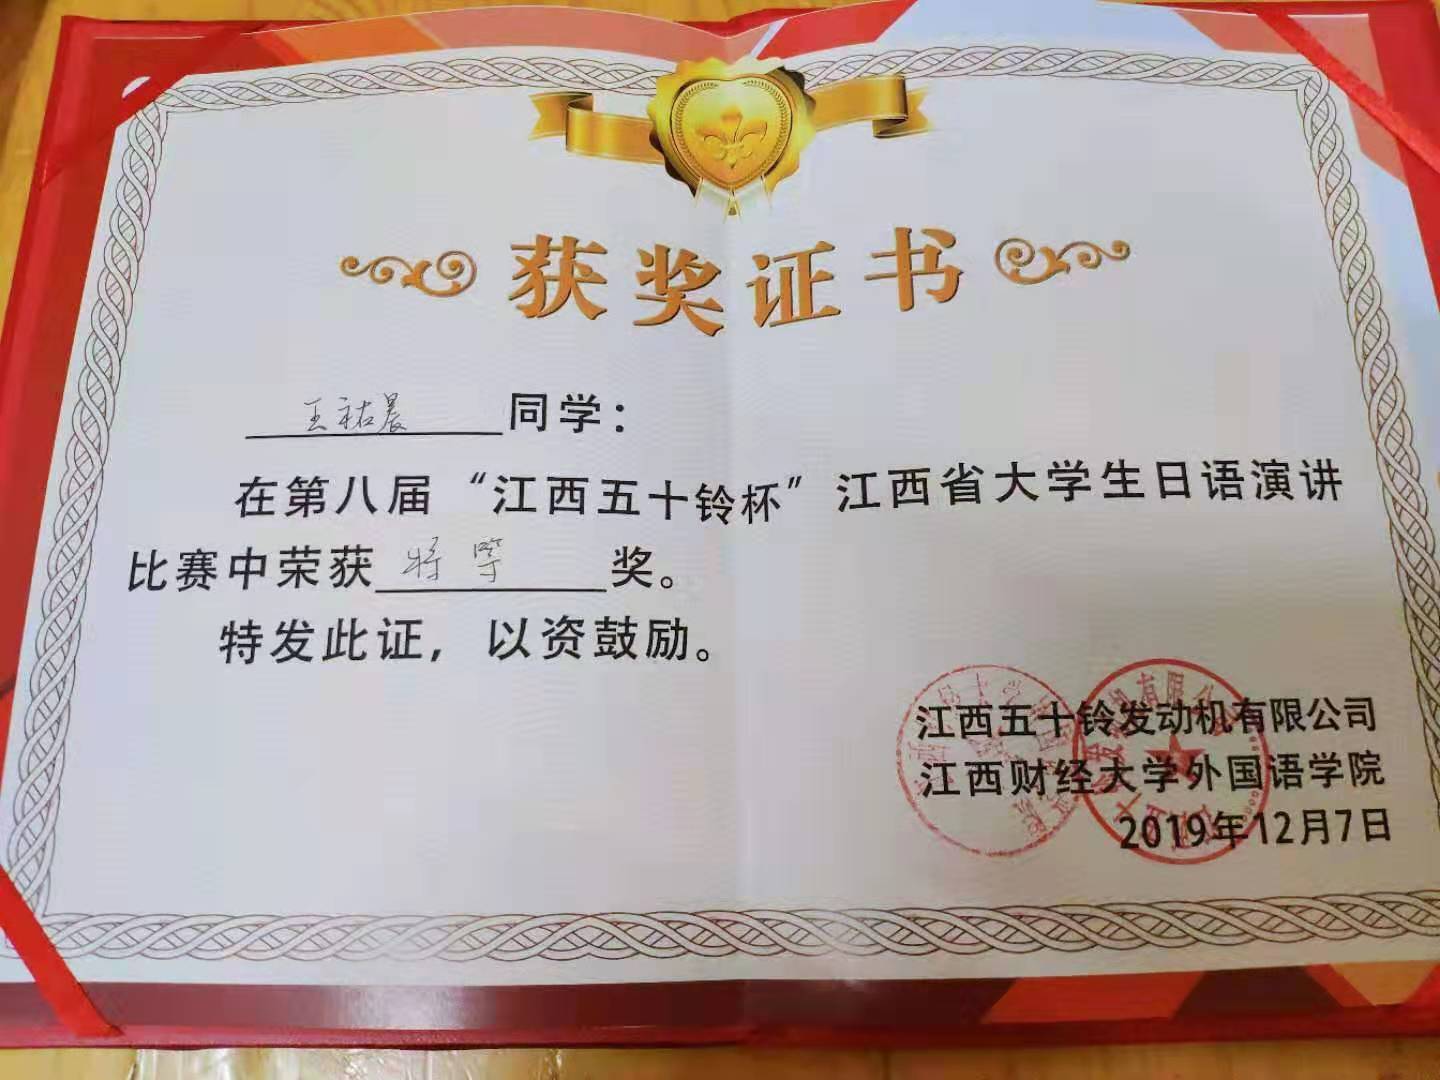 获奖证书
王祐晨同学：
在第八届“江西五十铃杯”江西省大学生日语演讲
比赛中荣获特等奖。
特发此证，以资鼓励。
江西五十铃发动机有限公司
江西财经大学外国语学院
2019年12月7日